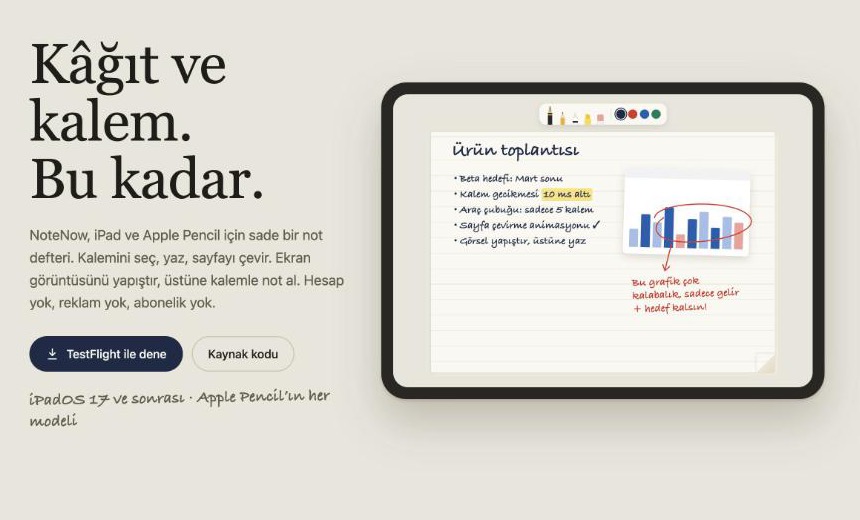 Kâğıt ve
kalem.
Bu kadar.
NoteNow, iPad ve Apple Pencil için sade bir not
defteri. Kalemini seç, yaz, sayfayı çevir. Ekran
görüntüsünü yapıştır, üstüne kalemle not al. Hesap
yok, reklam yok, abonelik yok.
TestFlight ile dene
Kaynak kodu
iPadOS 17 ve sonrası · Apple Pencil'ın her
modeli
Ürün toplantısı
• Beta hedefi: Mart sonu
• Kalem gecikmesi 10 ms altı
• Araç çubuğu: sadece 5 kalem
• Sayfa çevirme animasyonu ✓
• Görsel yapıştır, üstüne yaz
Bu grafik çok
kalabalık, sadece gelir
+ hedef kalsın!